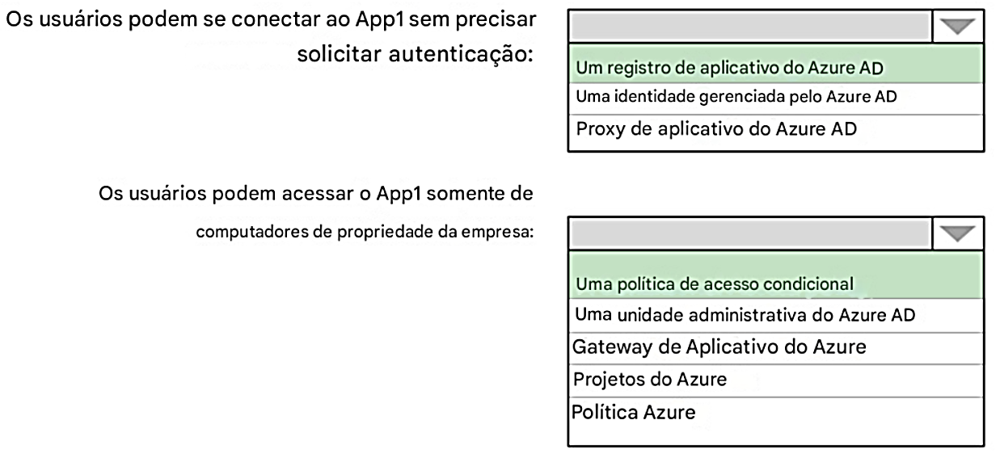 Os usuários podem se conectar ao App1 sem precisar
solicitar autenticação:
Um registro de aplicativo do Azure AD
Uma identidade gerenciada pelo Azure AD
Proxy de aplicativo do Azure AD
Os usuários podem acessar o App1 somente de
computadores de propriedade da empresa:
Uma política de acesso condicional
Uma unidade administrativa do Azure AD
Gateway de Aplicativo do Azure
Projetos do Azure
Política Azure